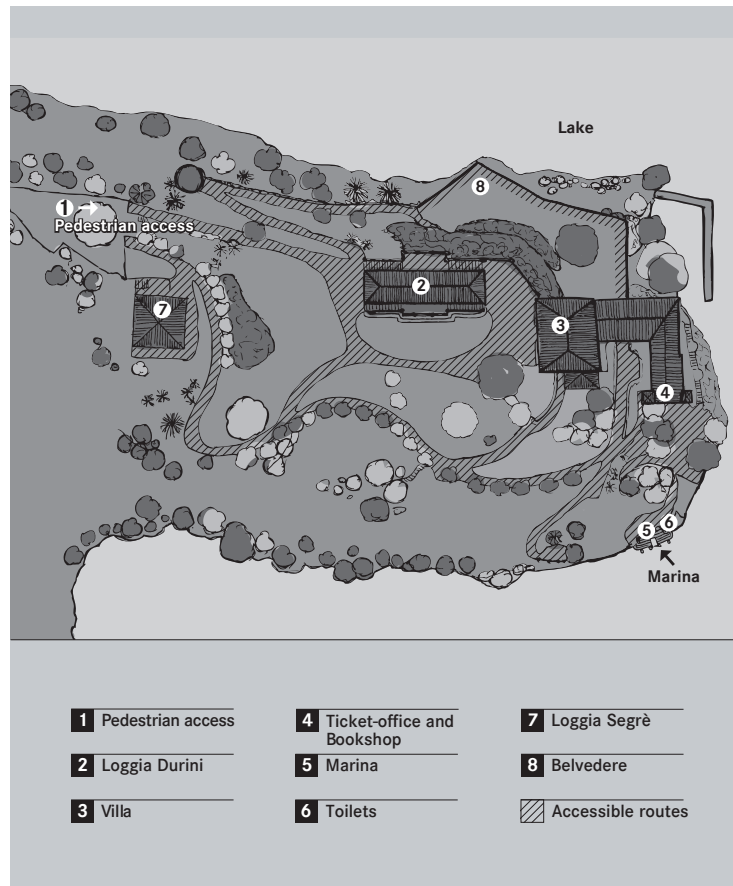 Lake
8
1
Pedestrian access
2
7
3
4
5 6
Marina
1 Pedestrian access
2 Loggia Durini
3 Villa
4 Ticket-office and
Bookshop
5 Marina
6 Toilets
7 Loggia Segrè
8 Belvedere
Accessible routes